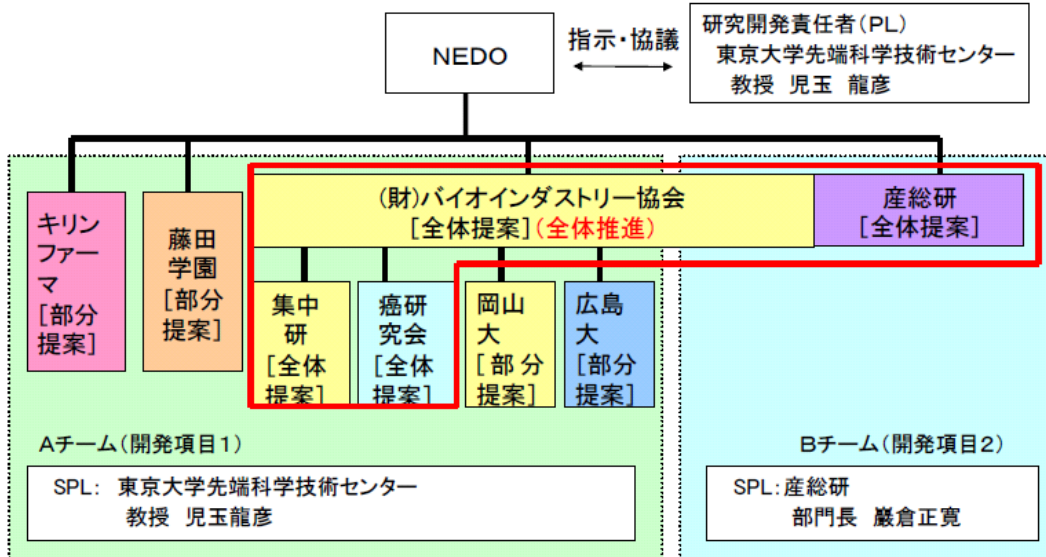 NEDO
指示・協議
研究開発責任者(PL)
東京大学先端科学技術センター
教授 児玉 龍彦
キリン
ファー
マ
[部分
提案]
藤田
学園
[部分
提案]
(財)バイオインダストリー協会
[全体提案](全体推進)
産総研
[全体提案]
集中
研
[全体
提案]
癌研
究会
[全体
提案]
岡山
大
[部分
提案]
広島
大
[部分
提案]
Aチーム(開発項目1)
SPL: 東京大学先端科学技術センター
教授 児玉龍彦
Bチーム(開発項目2)
SPL:産総研
部門長 巖倉正寛